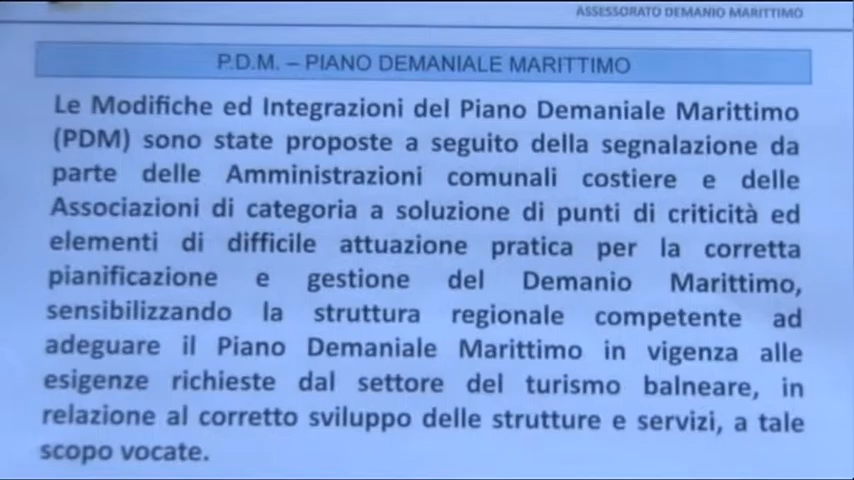 ASSESSORATO DEMANIO MARITTIMO
P.D.M. – PIANO DEMANIALE MARITTIMO
Le Modifiche ed Integrazioni del Piano Demaniale Marittimo
(PDM) sono state proposte a seguito della segnalazione da
parte delle Amministrazioni comunali costiere e delle
Associazioni di categoria a soluzione di punti di criticità ed
elementi di difficile attuazione pratica per la corretta
pianificazione e gestione del Demanio Marittimo,
sensibilizzando la struttura regionale competente ad
adeguare il Piano Demaniale Marittimo in vigenza alle
esigenze richieste dal settore del turismo balneare, in
relazione al corretto sviluppo delle strutture e servizi, a tale
scopo vocate.